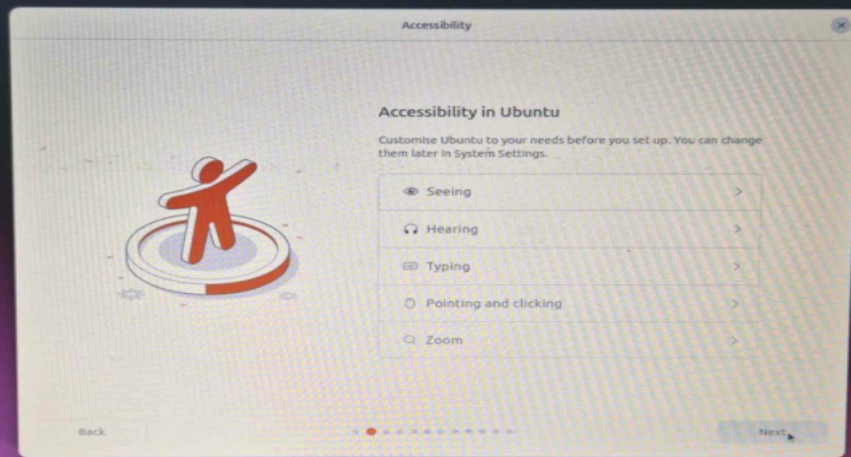 Accessibility
Accessibility in Ubuntu
Customise Ubuntu to your needs before you set up. You can change
them later in System Settings.
Seeing
Hearing
Typing
Pointing and clicking
Zoom
Back
Next